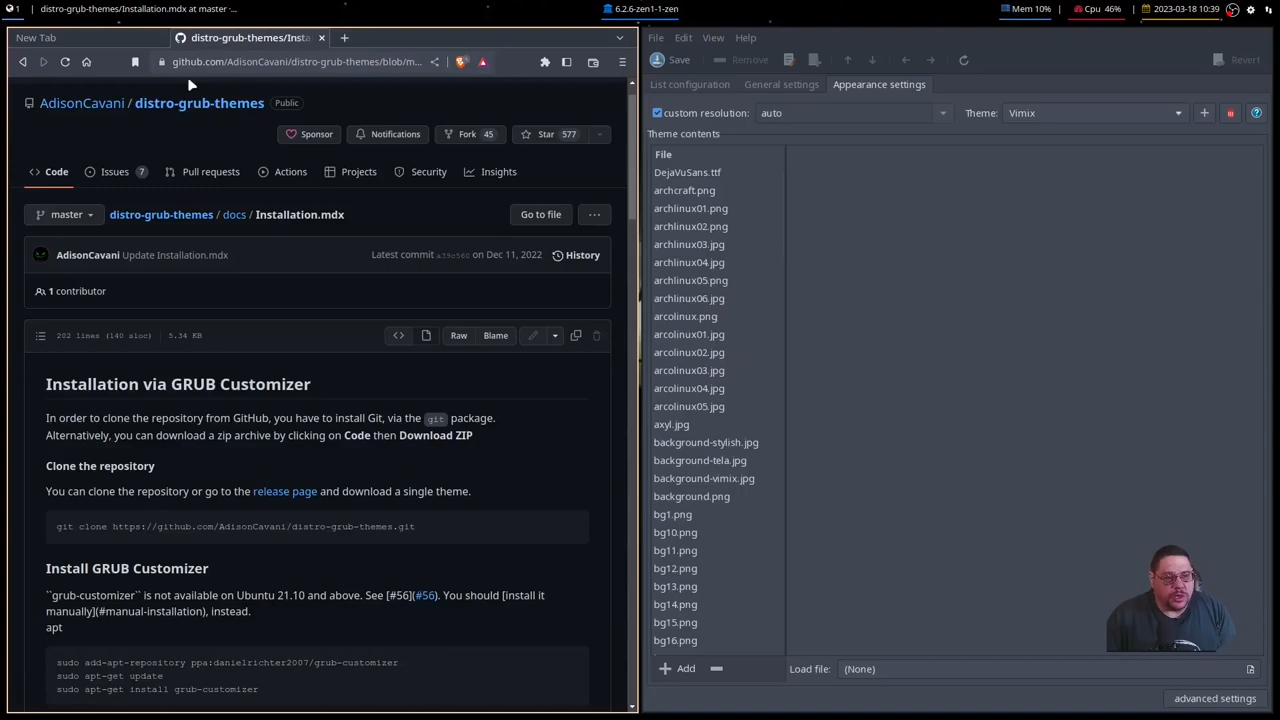 1 distro-grub-themes/Installation.mdx at master ·...
6.2.6-zen1-1-zen
Mem 10%
Cpu 46%
2023-03-18 10:39
New Tab
distro-grub-themes/Insta
github.com/AdisonCavani/distro-grub-themes/blob/m...
AdisonCavani / distro-grub-themes Public
Sponsor Notifications Fork 45 Star 577
Code Issues 7 Pull requests Actions Projects Security Insights
master distro-grub-themes / docs / Installation.mdx Go to file ...
AdisonCavani Update Installation.mdx Latest commit a39c560 on Dec 11, 2022 History
1 contributor
202 lines (140 sloc) 5.34 KB Raw Blame
Installation via GRUB Customizer
In order to clone the repository from GitHub, you have to install Git, via the git package.
Alternatively, you can download a zip archive by clicking on Code then Download ZIP
Clone the repository
You can clone the repository or go to the release page and download a single theme.
git clone https://github.com/AdisonCavani/distro-grub-themes.git
Install GRUB Customizer
``grub-customizer`` is not available on Ubuntu 21.10 and above. See [#56](#56). You should [install it
manually](#manual-installation), instead.
apt
sudo add-apt-repository ppa:danielrichter2007/grub-customizer
sudo apt-get update
sudo apt-get install grub-customizer
File Edit View Help
Save Remove Revert
List configuration General settings Appearance settings
custom resolution: auto Theme: Vimix
Theme contents
File
DejaVuSans.ttf
archcraft.png
archlinux01.png
archlinux02.png
archlinux03.jpg
archlinux04.jpg
archlinux05.png
archlinux06.jpg
arcolinux.png
arcolinux01.jpg
arcolinux02.jpg
arcolinux03.jpg
arcolinux04.jpg
arcolinux05.jpg
axyl.jpg
background-stylish.jpg
background-tela.jpg
background-vimix.jpg
background.png
bg1.png
bg10.png
bg11.png
bg12.png
bg13.png
bg14.png
bg15.png
bg16.png
Add Load file: (None)
advanced settings